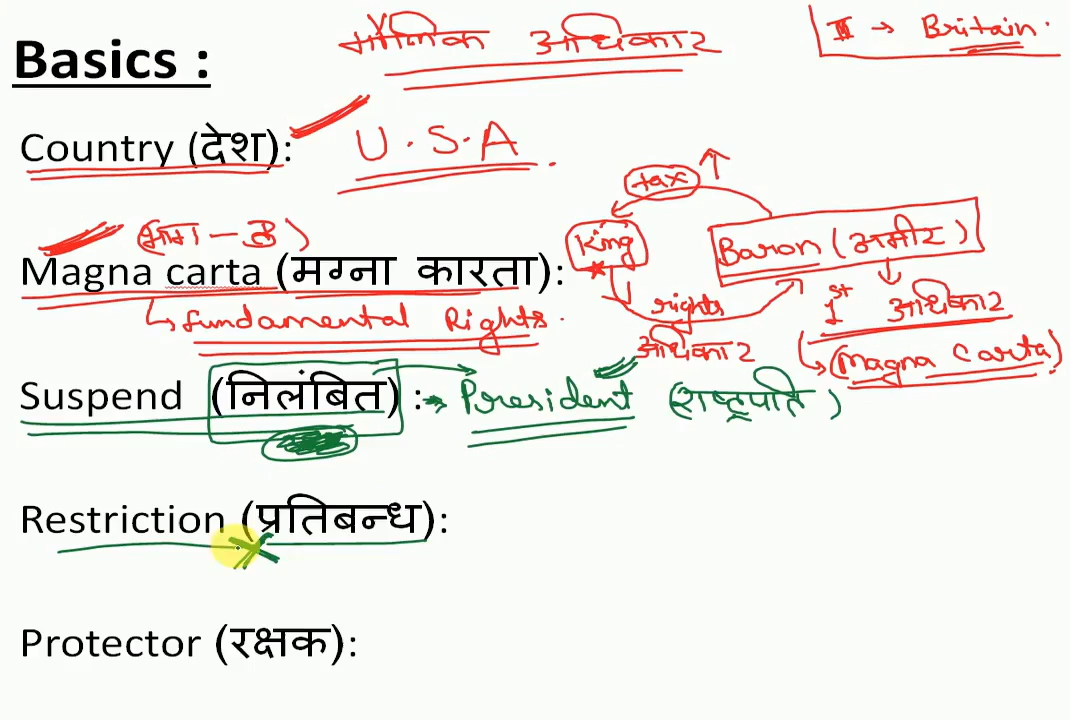 मौलिक अधिकार
II → Britain.
Basics :
Country (देश): U.S.A.
tax ↑
(भाग - 3)
King
Baron (अमीर)
Magna carta (मग्ना कारता):
rights
1st अधिकार
Fundamental Rights.
अधिकार
(Magna Carta)
Suspend (निलंबित) : → President (राष्ट्रपति)
Restriction (प्रतिबन्ध):
Protector (रक्षक):